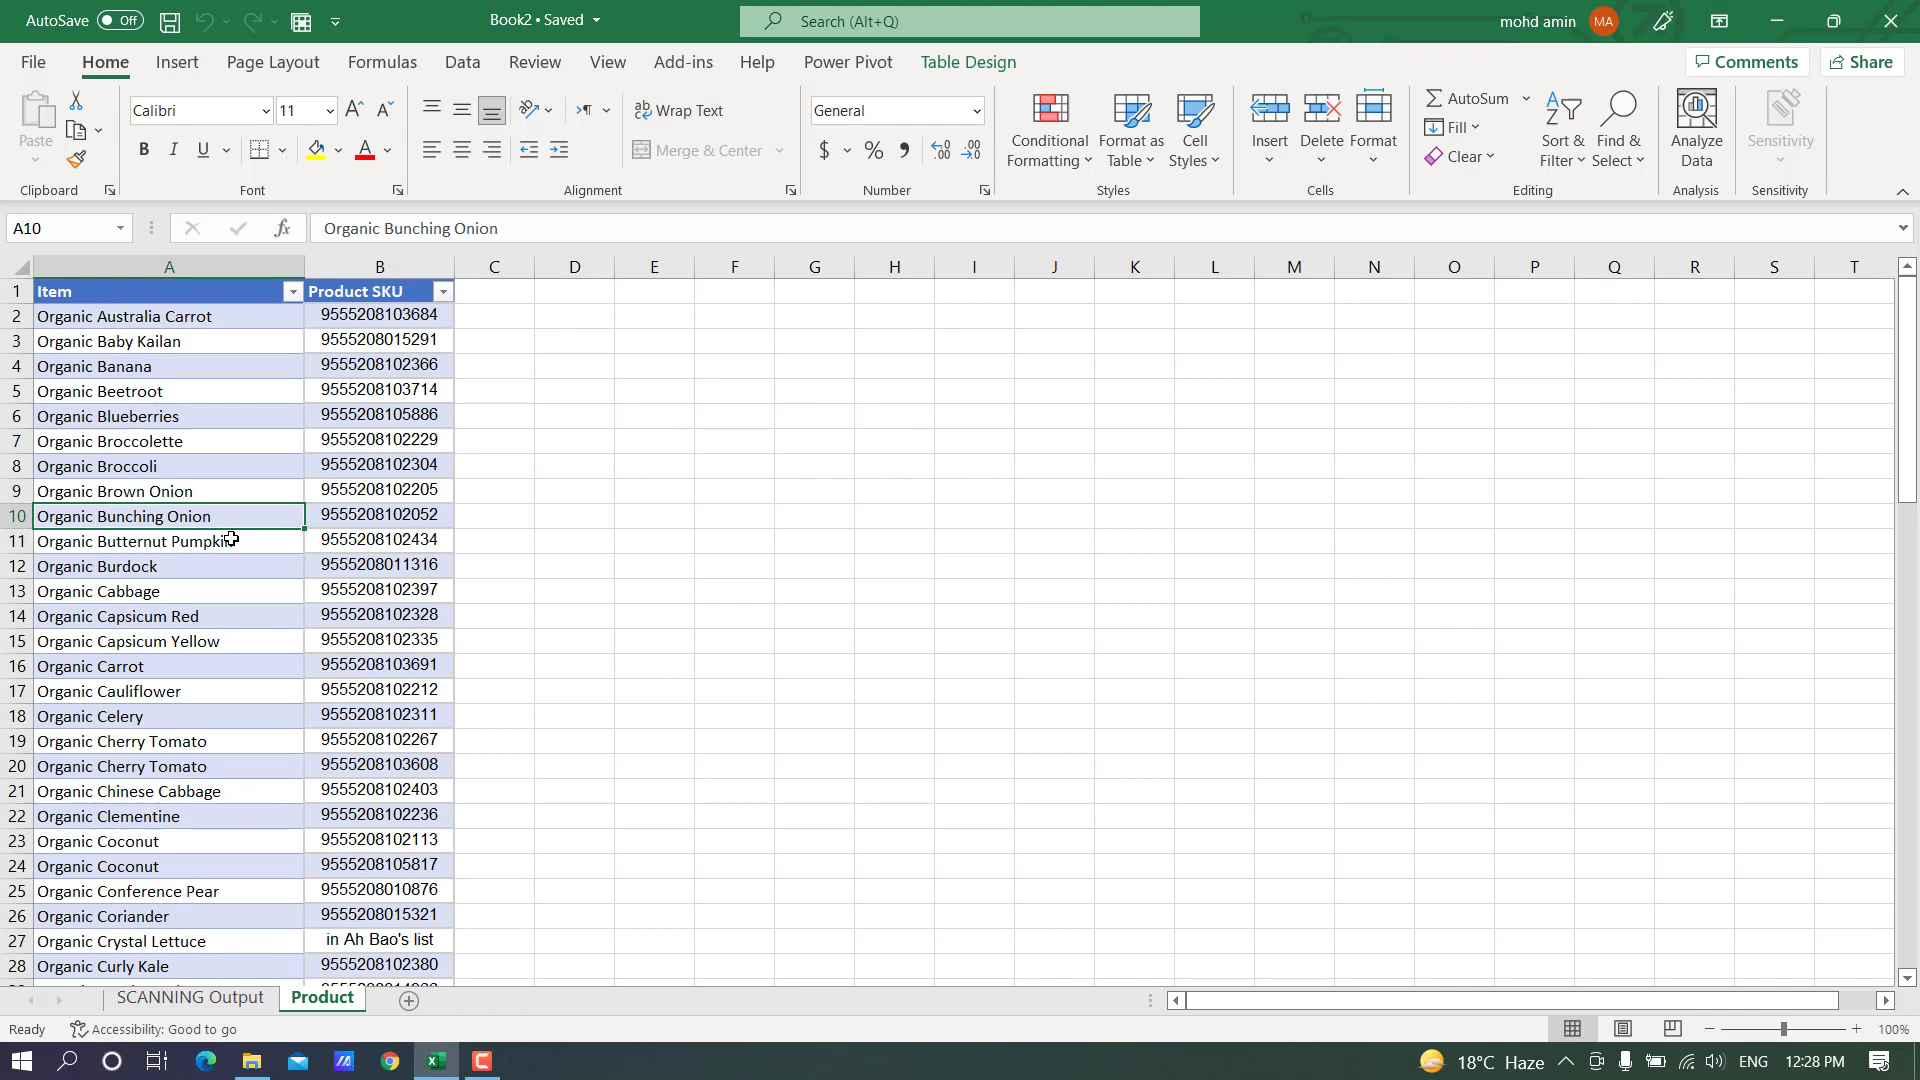 AutoSave Off Book2 • Saved Search (Alt+Q) mohd amin MA
File Home Insert Page Layout Formulas Data Review View Add-ins Help Power Pivot Table Design Comments Share
Calibri 11 Wrap Text General AutoSum
Paste Conditional Formatting Format as Table Cell Styles Insert Delete Format Fill Sort & Filter Find & Select Analyze Data Sensitivity
B I U Merge & Center $ % Clear
Clipboard Font Alignment Number Styles Cells Editing Analysis Sensitivity
A10 fx Organic Bunching Onion
A B C D E F G H I J K L M N O P Q R S T
1 Item Product SKU
2 Organic Australia Carrot 9555208103684
3 Organic Baby Kailan 9555208015291
4 Organic Banana 9555208102366
5 Organic Beetroot 9555208103714
6 Organic Blueberries 9555208105886
7 Organic Broccolette 9555208102229
8 Organic Broccoli 9555208102304
9 Organic Brown Onion 9555208102205
10 Organic Bunching Onion 9555208102052
11 Organic Butternut Pumpkin 9555208102434
12 Organic Burdock 9555208011316
13 Organic Cabbage 9555208102397
14 Organic Capsicum Red 9555208102328
15 Organic Capsicum Yellow 9555208102335
16 Organic Carrot 9555208103691
17 Organic Cauliflower 9555208102212
18 Organic Celery 9555208102311
19 Organic Cherry Tomato 9555208102267
20 Organic Cherry Tomato 9555208103608
21 Organic Chinese Cabbage 9555208102403
22 Organic Clementine 9555208102236
23 Organic Coconut 9555208102113
24 Organic Coconut 9555208105817
25 Organic Conference Pear 9555208010876
26 Organic Coriander 9555208015321
27 Organic Crystal Lettuce in Ah Bao's list
28 Organic Curly Kale 9555208102380
SCANNING Output Product
Ready Accessibility: Good to go 100%
18°C Haze ENG 12:28 PM